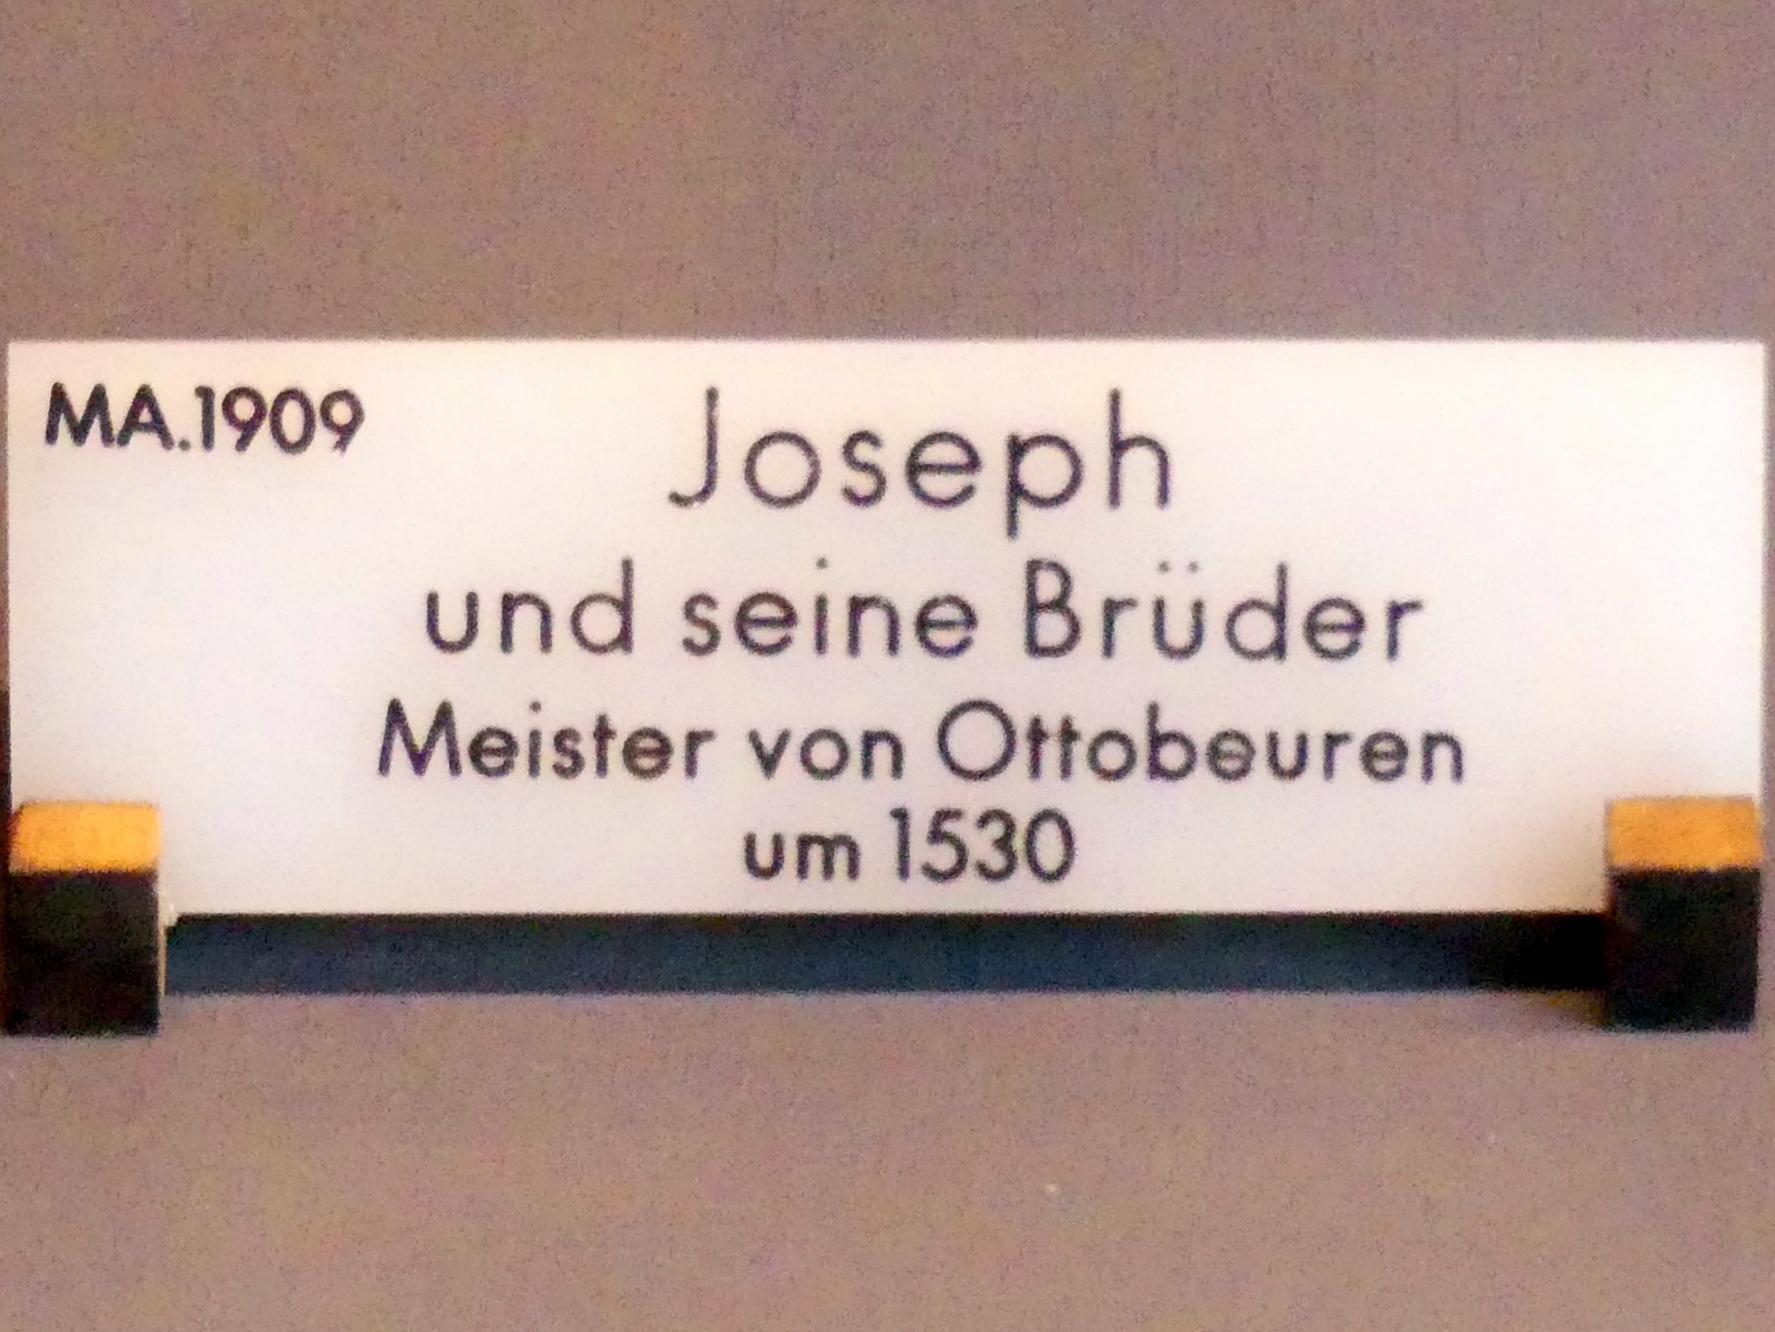 MA.1909
Joseph
und seine Brüder
Meister von Ottobeuren
um 1530